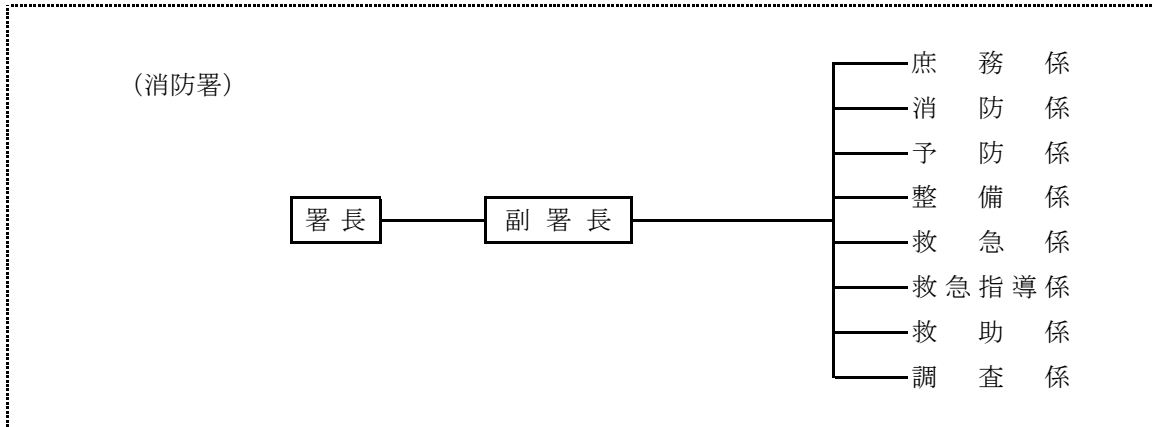 （消防署）
署長
副署長
庶務係
消防係
予防係
整備係
救急係
救急指導係
救助係
調査係